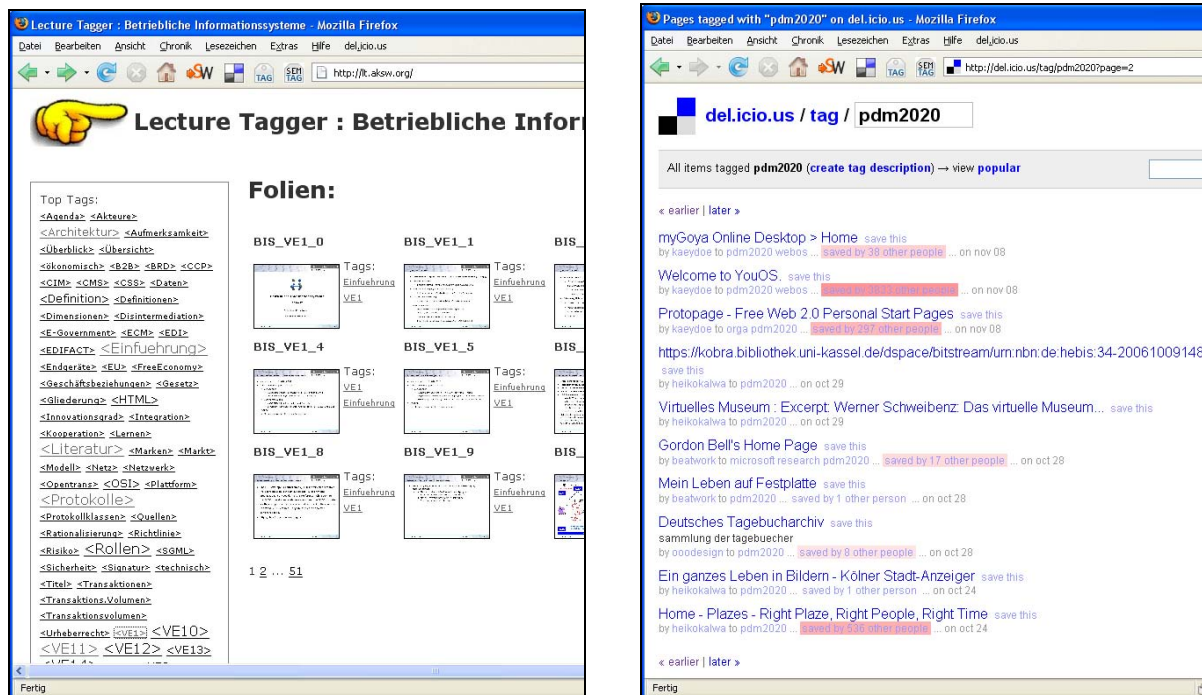 Lecture Tagger : Betriebliche Informationssysteme - Mozilla Firefox
Datei Bearbeiten Ansicht Chronik Lesezeichen Extras Hilfe del.icio.us
SW TAG SEM TAG http://lt.aksw.org/
Lecture Tagger : Betriebliche Infor
Top Tags:
<Agenda> <Akteure>
<Architektur> <Aufmerksamkeit>
<Überblick> <Übersicht>
<ökonomisch> <B2B> <BRD> <CCP>
<CIM> <CMS> <CSS> <Daten>
<Definition> <Definitionen>
<Dimensionen> <Disintermediation>
<E-Government> <ECM> <EDI>
<EDIFACT> <Einfuehrung>
<Endgeräte> <EU> <FreeEconomy>
<Geschäftsbeziehungen> <Gesetz>
<Gliederung> <HTML>
<Innovationsgrad> <Integration>
<Kooperation> <Lernen>
<Literatur> <Marken> <Markt>
<Modell> <Netz> <Netzwerk>
<Opentrans> <OSI> <Plattform>
<Protokolle>
<Protokollklassen> <Quellen>
<Rationalisierung> <Richtlinie>
<Risiko> <Rollen> <SGML>
<Sicherheit> <Signatur> <technisch>
<Titel> <Transaktionen>
<Transaktions.Volumen>
<Transaktionsvolumen>
<Urheberrecht> <VE1> <VE10>
<VE11> <VE12> <VE13>
Folien:
BIS_VE1_0 BIS_VE1_1 BIS_
Tags: Tags:
Einfuehrung Einfuehrung
VE1 VE1
BIS_VE1_4 BIS_VE1_5 BIS_
Tags: Tags:
VE1 Einfuehrung
Einfuehrung VE1
BIS_VE1_8 BIS_VE1_9 BIS_
Tags: Tags:
Einfuehrung Einfuehrung
VE1 VE1
1 2 ... 51
Fertig
Pages tagged with "pdm2020" on del.icio.us - Mozilla Firefox
Datei Bearbeiten Ansicht Chronik Lesezeichen Extras Hilfe del.icio.us
SW TAG SEM TAG http://del.icio.us/tag/pdm2020?page=2
del.icio.us / tag / pdm2020
All items tagged pdm2020 (create tag description) → view popular
« earlier | later »
myGoya Online Desktop > Home save this
by kaeydoe to pdm2020 webos ... saved by 38 other people ... on nov 08
Welcome to YouOS. save this
by kaeydoe to pdm2020 webos ... saved by 3822 other people ... on nov 08
Protopage - Free Web 2.0 Personal Start Pages save this
by kaeydoe to orga pdm2020 ... saved by 297 other people ... on nov 08
https://kobra.bibliothek.uni-kassel.de/dspace/bitstream/urn:nbn:de:hebis:34-20061009148
save this
by heikokalwa to pdm2020 ... on oct 29
Virtuelles Museum : Excerpt: Werner Schweibenz: Das virtuelle Museum... save this
by heikokalwa to pdm2020 ... on oct 29
Gordon Bell's Home Page save this
by beatwork to microsoft research pdm2020 ... saved by 17 other people ... on oct 28
Mein Leben auf Festplatte save this
by beatwork to pdm2020 ... saved by 1 other person ... on oct 28
Deutsches Tagebucharchiv save this
sammlung der tagebuecher
by ooodesign to pdm2020 ... saved by 8 other people ... on oct 28
Ein ganzes Leben in Bildern - Kölner Stadt-Anzeiger save this
by heikokalwa to pdm2020 ... saved by 1 other person ... on oct 24
Home - Plazes - Right Plaze, Right People, Right Time save this
by heikokalwa to pdm2020 ... saved by 536 other people ... on oct 24
« earlier | later »
Fertig